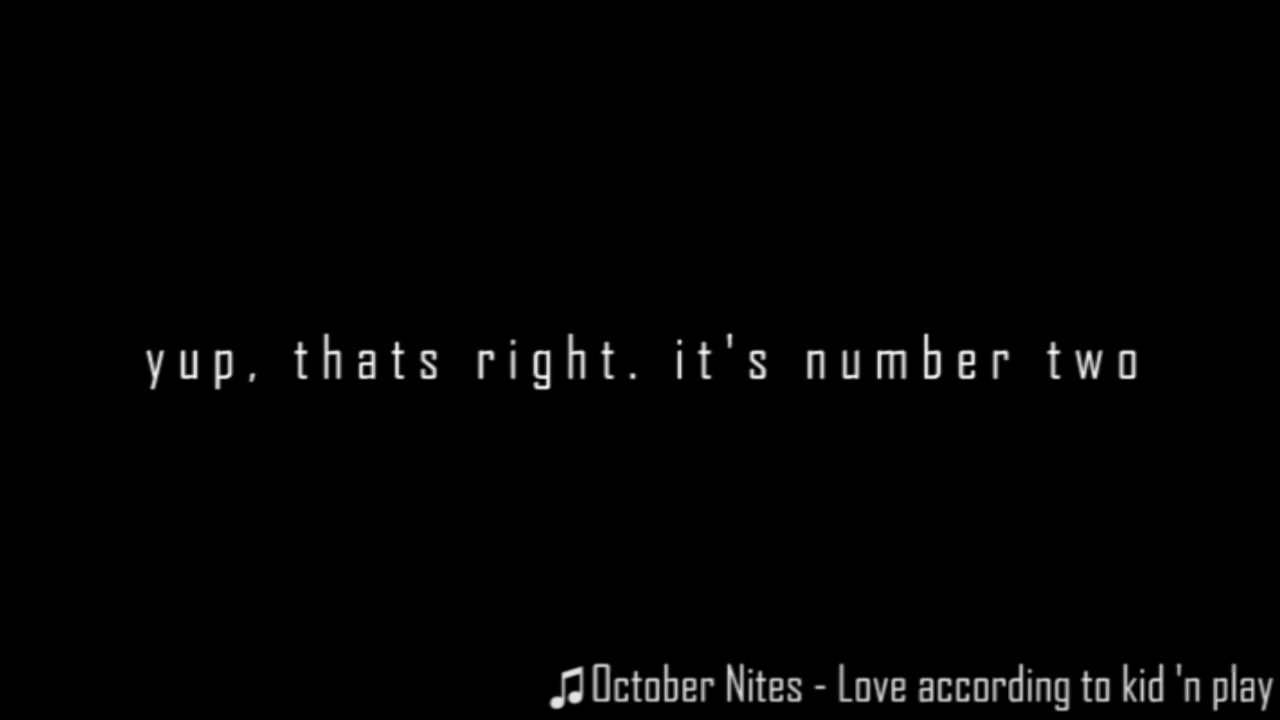 yup, thats right. it's number two
♫October Nites - Love according to kid 'n play